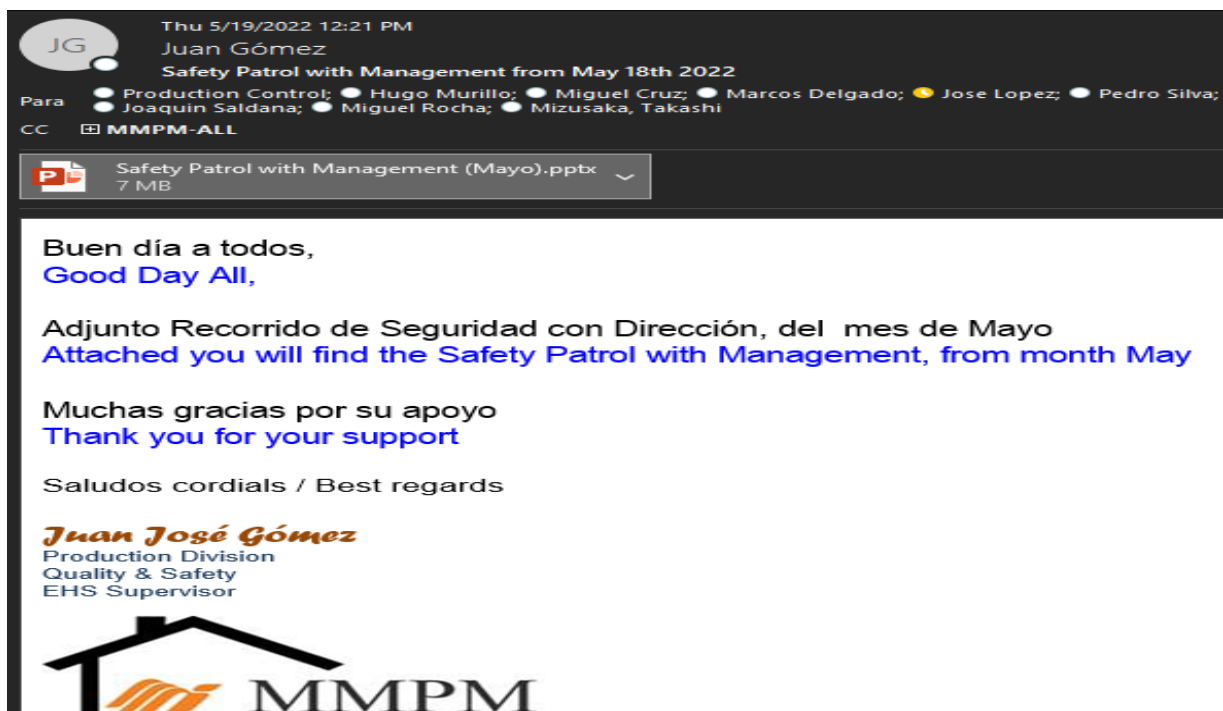 Thu 5/19/2022 12:21 PM
JG
Juan Gómez
Safety Patrol with Management from May 18th 2022
Para Production Control; Hugo Murillo; Miguel Cruz; Marcos Delgado; Jose Lopez; Pedro Silva;
Joaquin Saldana; Miguel Rocha; Mizusaka, Takashi
CC MMPM-ALL
Safety Patrol with Management (Mayo).pptx
7 MB
Buen día a todos,
Good Day All,
Adjunto Recorrido de Seguridad con Dirección, del mes de Mayo
Attached you will find the Safety Patrol with Management, from month May
Muchas gracias por su apoyo
Thank you for your support
Saludos cordials / Best regards
Juan José Gómez
Production Division
Quality & Safety
EHS Supervisor
MMPM